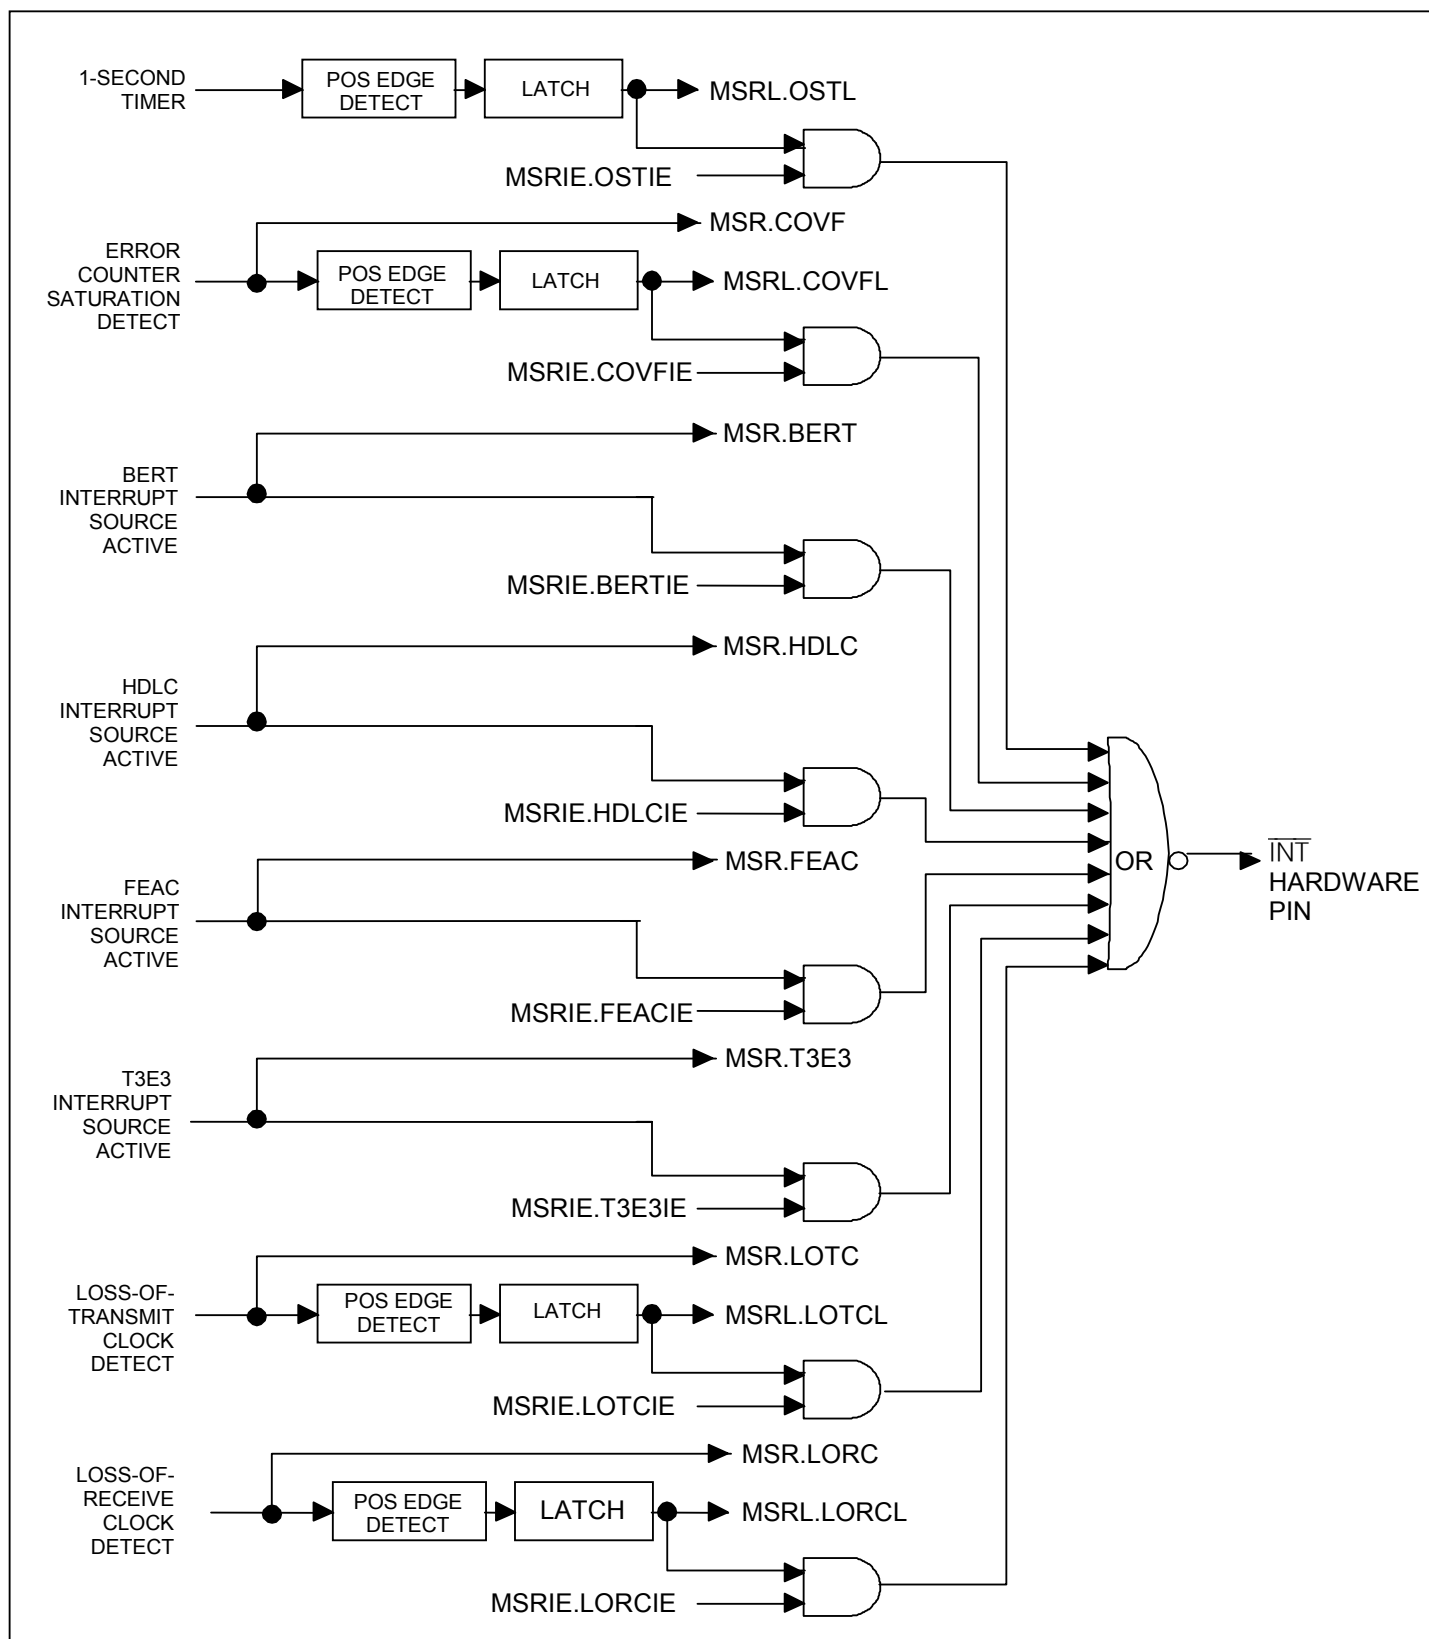 1-SECOND
TIMER
POS EDGE
DETECT
LATCH
MSRL.OSTL
MSRIE.OSTIE
MSR.COVF
ERROR
COUNTER
SATURATION
DETECT
POS EDGE
DETECT
LATCH
MSRL.COVFL
MSRIE.COVFIE
MSR.BERT
BERT
INTERRUPT
SOURCE
ACTIVE
MSRIE.BERTIE
MSR.HDLC
HDLC
INTERRUPT
SOURCE
ACTIVE
MSRIE.HDLCIE
MSR.FEAC
FEAC
INTERRUPT
SOURCE
ACTIVE
MSRIE.FEACIE
OR
INT
HARDWARE
PIN
MSR.T3E3
T3E3
INTERRUPT
SOURCE
ACTIVE
MSRIE.T3E3IE
MSR.LOTC
LOSS-OF-
TRANSMIT
CLOCK
DETECT
POS EDGE
DETECT
LATCH
MSRL.LOTCL
MSRIE.LOTCIE
MSR.LORC
LOSS-OF-
RECEIVE
CLOCK
DETECT
POS EDGE
DETECT
LATCH
MSRL.LORCL
MSRIE.LORCIE